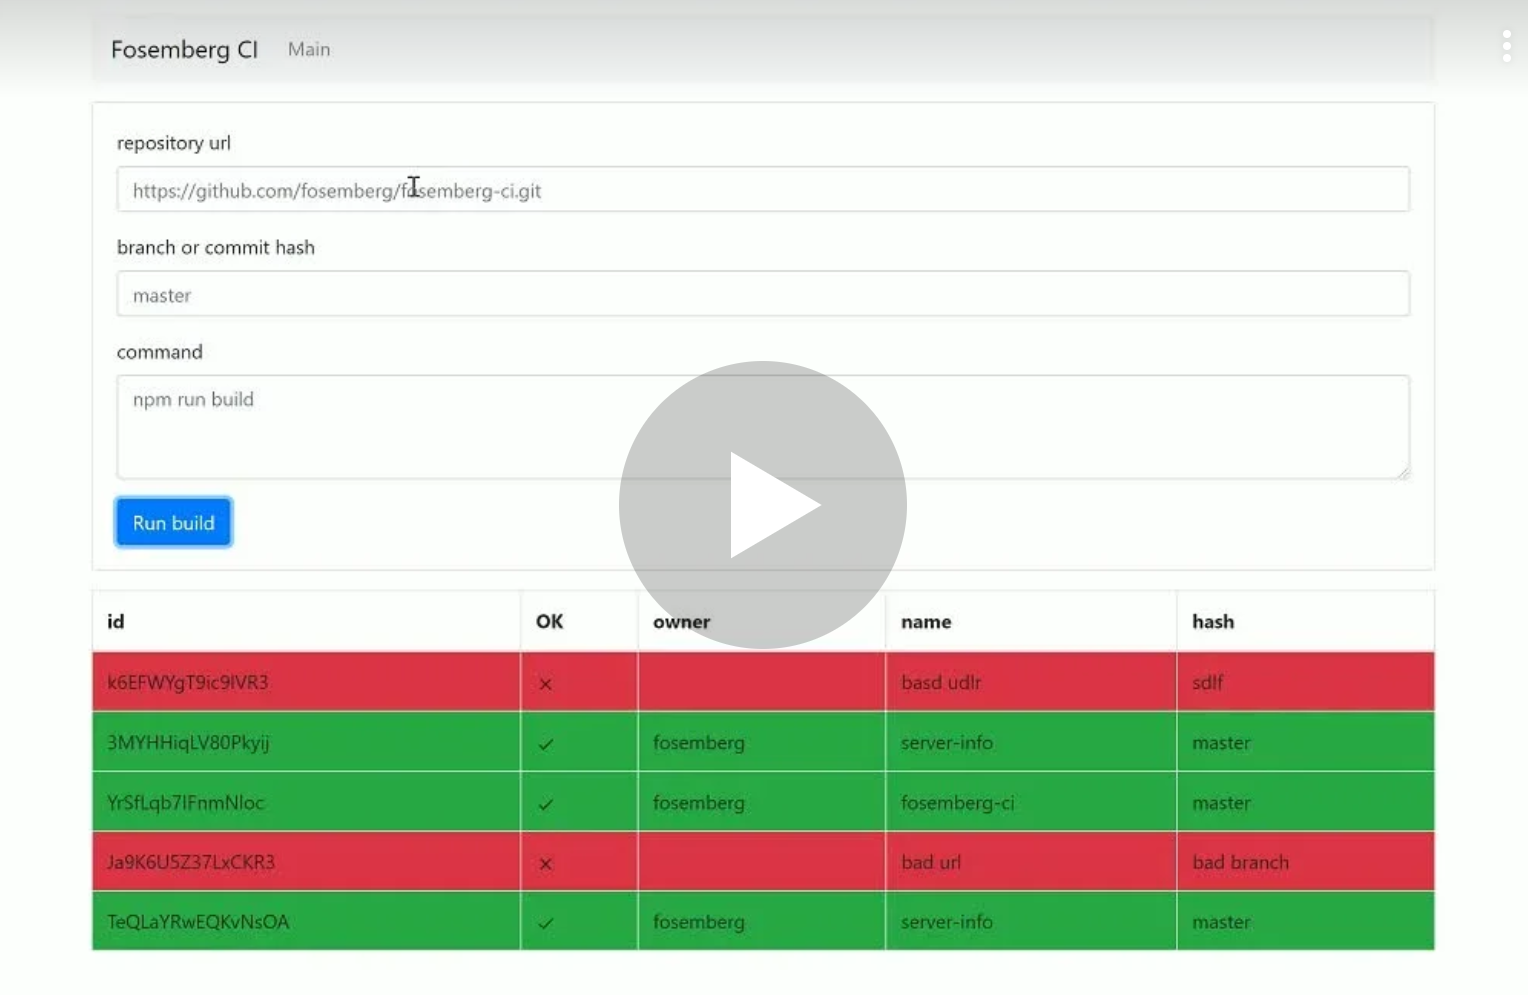 Fosemberg CI Main
repository url
https://github.com/fosemberg/fosemberg-ci.git
branch or commit hash
master
command
npm run build
Run build
id OK owner name hash
k6EFWYgT9ic9IVR3 × basd udlr sdlf
3MYHHiqLV80Pkyij ✓ fosemberg server-info master
YrSfLqb7IFnmNloc ✓ fosemberg fosemberg-ci master
Ja9K6U5Z37LxCKR3 × bad url bad branch
TeQLaYRwEQKvNsOA ✓ fosemberg server-info master